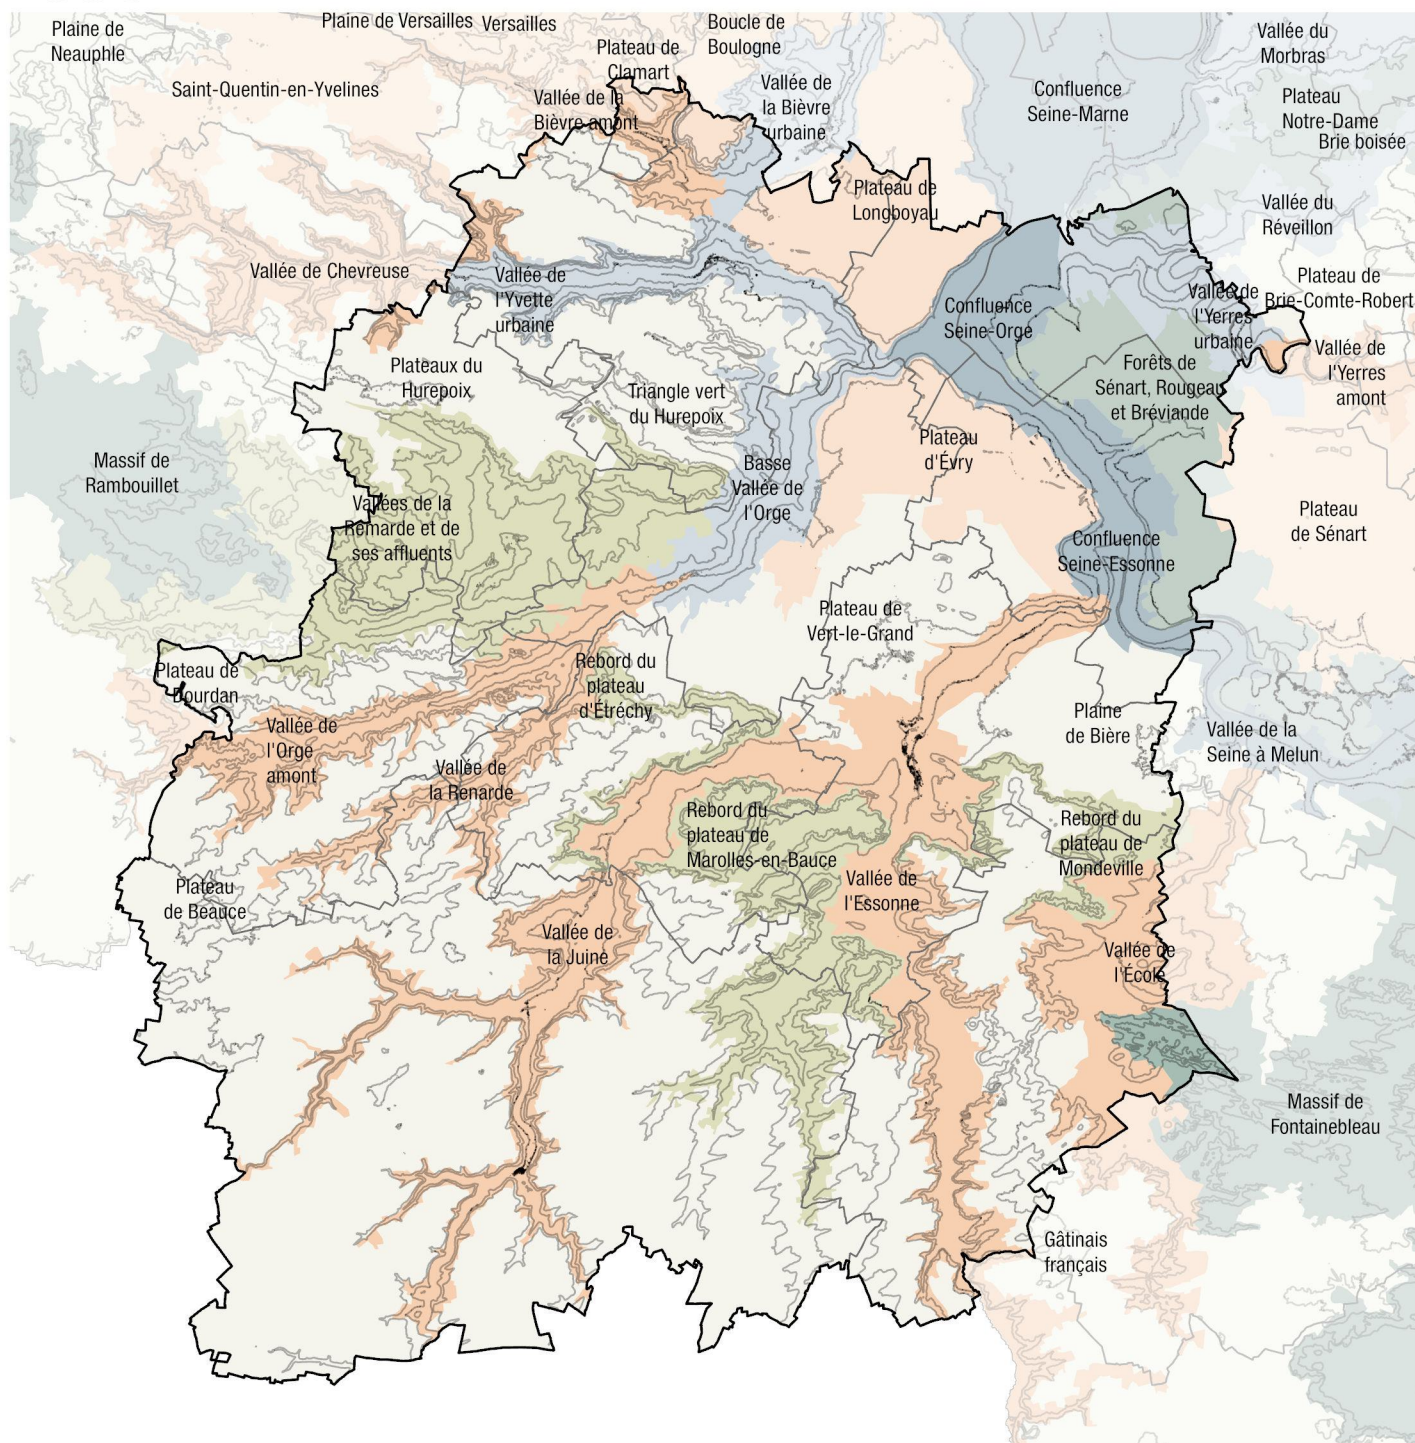 Plaine de
Neauphle
Plaine de Versailles
Versailles
Boucle de
Boulogne
Plateau de
Clamart
Vallée du
Morbras
Saint-Quentin-en-Yvelines
Vallée de la
Bièvre amont
Vallée de
la Bièvre
urbaine
Confluence
Seine-Marne
Plateau
Notre-Dame
Brie boisée
Plateau de
Longboyau
Vallée du
Réveillon
Vallée de Chevreuse
Vallée de
l'Yvette
urbaine
Confluence
Seine-Orge
Vallée de
l'Yerres
urbaine
Plateau de
Brie-Comte-Robert
Plateaux du
Hurepoix
Triangle vert
du Hurepoix
Forêts de
Sénart, Rougeau
et Bréviande
Vallée de
l'Yerres
amont
Massif de
Rambouillet
Basse
Vallée de
l'Orge
Plateau
d'Évry
Vallées de la
Rémarde et de
ses affluents
Confluence
Seine-Essonne
Plateau
de Sénart
Plateau de
Vert-le-Grand
Plateau de
Dourdan
Rebord du
plateau
d'Étréchy
Vallée de
l'Orge
amont
Plaine
de Bière
Vallée de la
Seine à Melun
Vallée de
la Renarde
Rebord du
plateau de
Marolles-en-Bauce
Rebord du
plateau de
Mondeville
Plateau
de Beauce
Vallée de
l'Essonne
Vallée de
la Juine
Vallée de
l'École
Massif de
Fontainebleau
Gâtinais
français